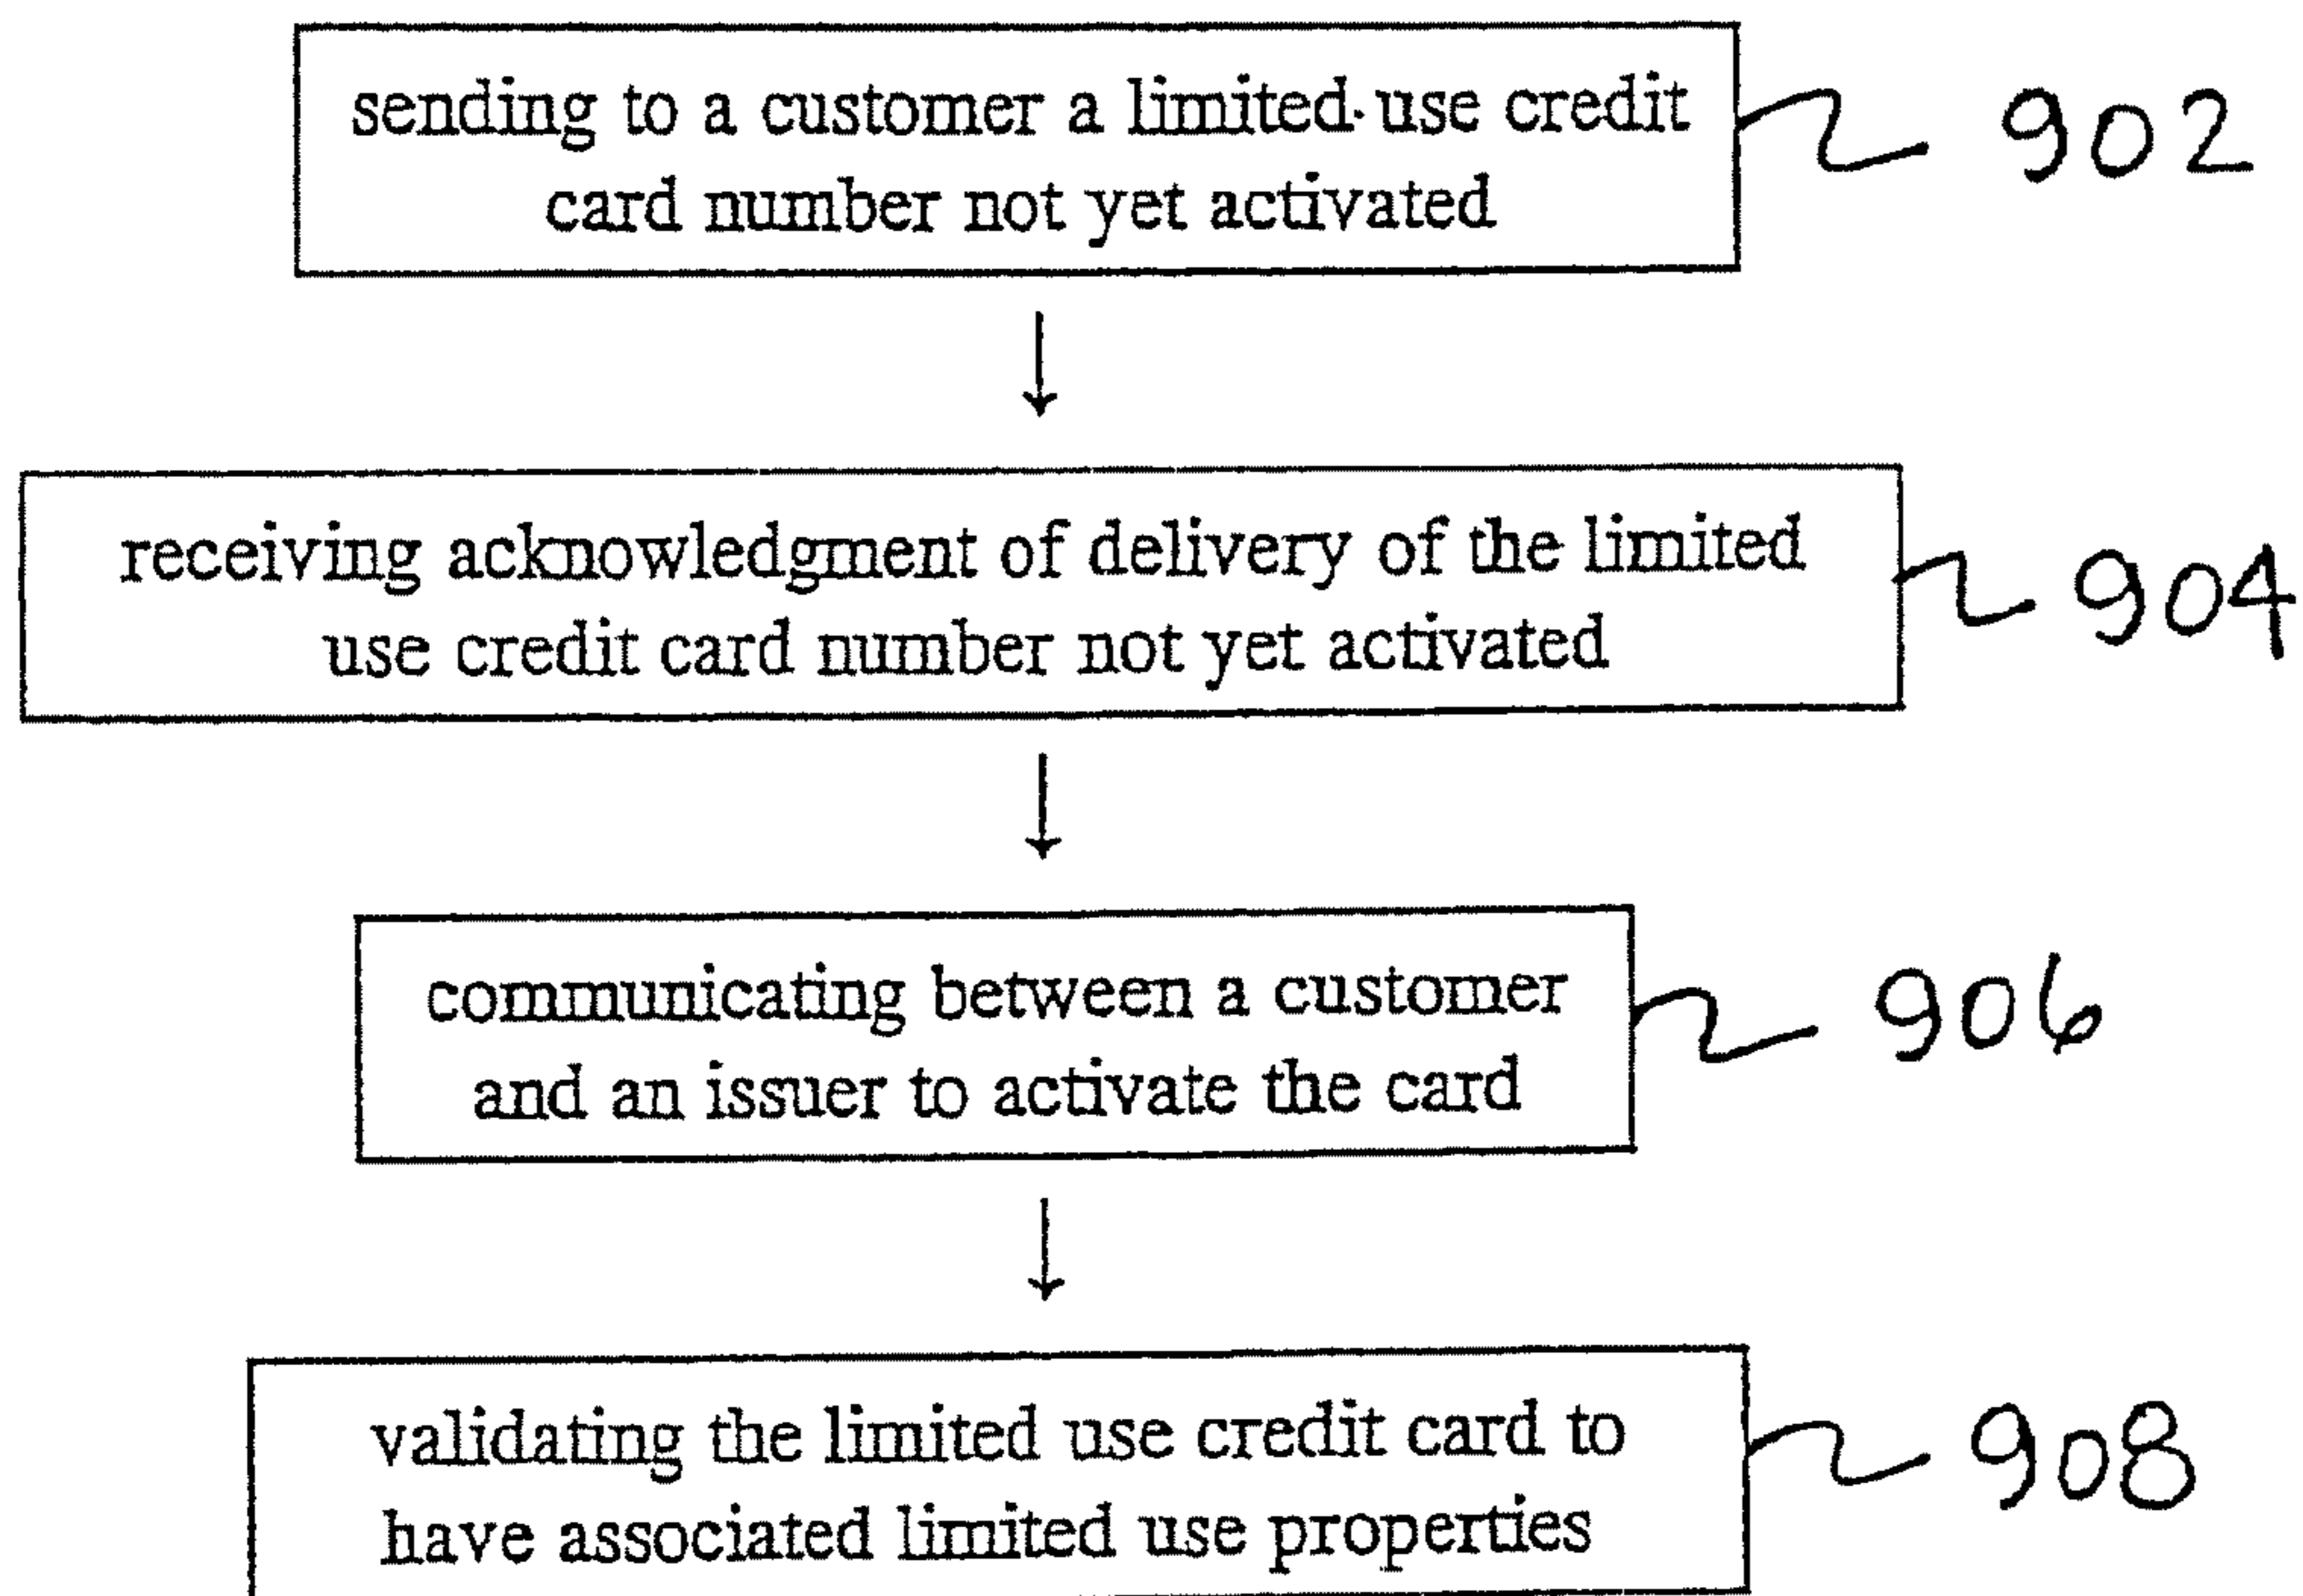 sending to a customer a limited use credit 902
card number not yet activated
receiving acknowledgment of delivery of the limited 904
use credit card number not yet activated
communicating between a customer 906
and an issuer to activate the card
validating the limited use credit card to 908
have associated limited use properties